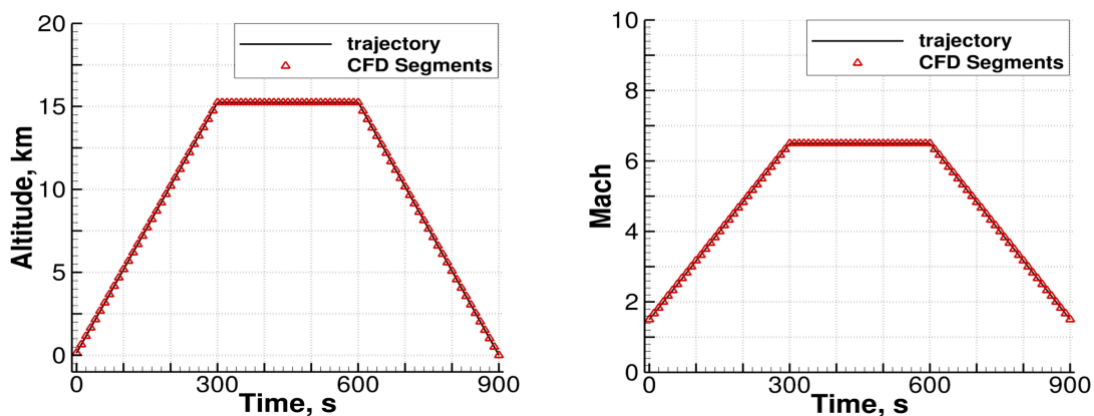 20
15
10
5
0
Altitude, km
trajectory
CFD Segments
0 300 600 900
Time, s
10
8
6
4
2
0
Mach
trajectory
CFD Segments
0 300 600 900
Time, s